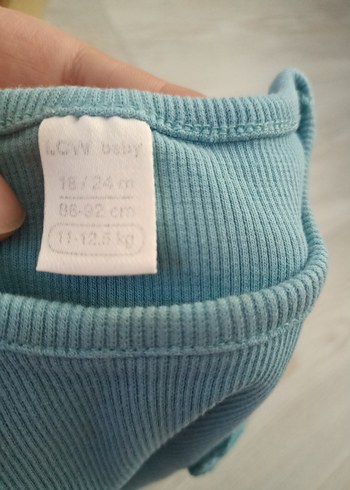 LCW baby
18 / 24 m
86-92 cm
11-12.5 kg